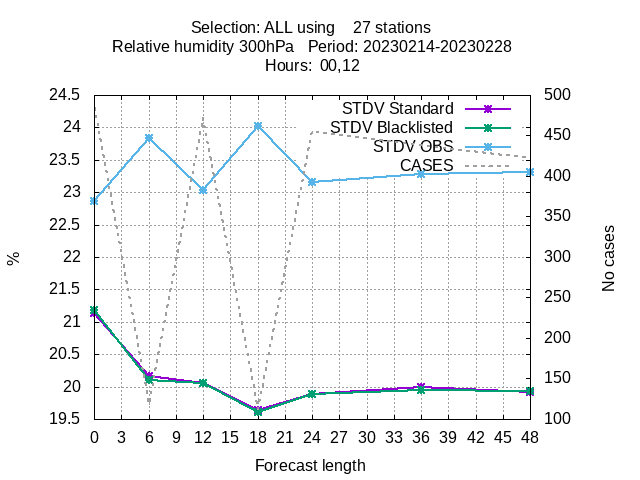 Selection: ALL using 27 stations
Relative humidity 300hPa Period: 20230214-20230228
Hours: 00,12
STDV Standard
STDV Blacklisted
STDV OBS
CASES
24.5
24
23.5
23
22.5
22
21.5
21
20.5
20
19.5
%
500
450
400
350
300
250
200
150
100
No cases
0 3 6 9 12 15 18 21 24 27 30 33 36 39 42 45 48
Forecast length